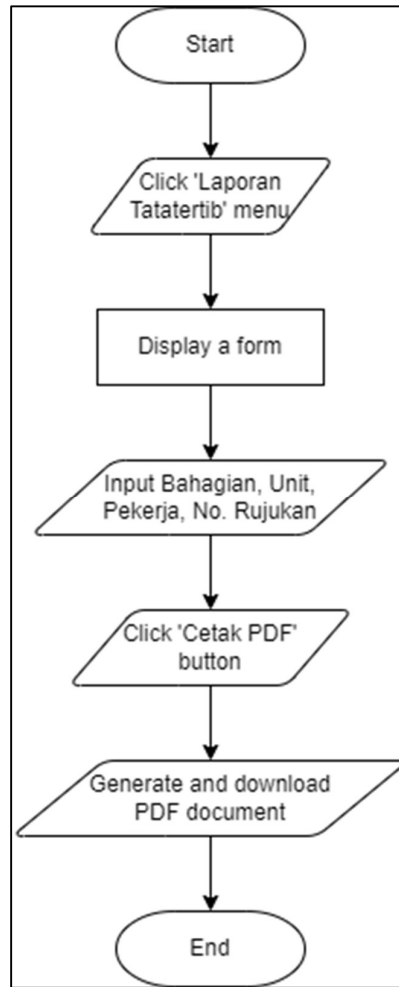 Start
Click 'Laporan
Tatatertib' menu
Display a form
Input Bahagian, Unit,
Pekerja, No. Rujukan
Click 'Cetak PDF'
button
Generate and download
PDF document
End